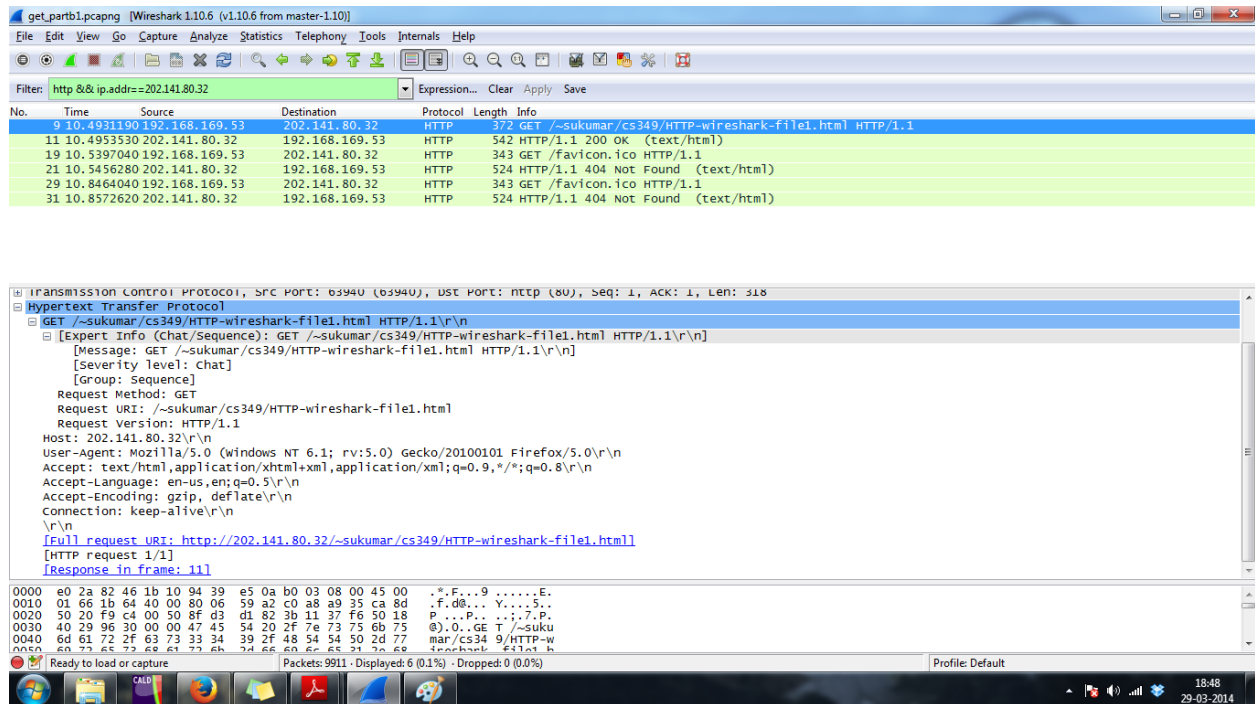 get_partb1.pcapng [Wireshark 1.10.6 (v1.10.6 from master-1.10)]
File Edit View Go Capture Analyze Statistics Telephony Tools Internals Help
Filter: http && ip.addr==202.141.80.32 Expression... Clear Apply Save
No. Time Source Destination Protocol Length Info
9 10.4931190 192.168.169.53 202.141.80.32 HTTP 372 GET /~sukumar/cs349/HTTP-wireshark-file1.html HTTP/1.1
11 10.4953530 202.141.80.32 192.168.169.53 HTTP 542 HTTP/1.1 200 OK (text/html)
19 10.5397040 192.168.169.53 202.141.80.32 HTTP 343 GET /favicon.ico HTTP/1.1
21 10.5456280 202.141.80.32 192.168.169.53 HTTP 524 HTTP/1.1 404 Not Found (text/html)
29 10.8464040 192.168.169.53 202.141.80.32 HTTP 343 GET /favicon.ico HTTP/1.1
31 10.8572620 202.141.80.32 192.168.169.53 HTTP 524 HTTP/1.1 404 Not Found (text/html)
Transmission Control Protocol, Src Port: 63940 (63940), Dst Port: http (80), Seq: 1, Ack: 1, Len: 318
Hypertext Transfer Protocol
GET /~sukumar/cs349/HTTP-wireshark-file1.html HTTP/1.1\r\n
[Expert Info (Chat/Sequence): GET /~sukumar/cs349/HTTP-wireshark-file1.html HTTP/1.1\r\n]
[Message: GET /~sukumar/cs349/HTTP-wireshark-file1.html HTTP/1.1\r\n]
[Severity level: Chat]
[Group: Sequence]
Request Method: GET
Request URI: /~sukumar/cs349/HTTP-wireshark-file1.html
Request Version: HTTP/1.1
Host: 202.141.80.32\r\n
User-Agent: Mozilla/5.0 (Windows NT 6.1; rv:5.0) Gecko/20100101 Firefox/5.0\r\n
Accept: text/html,application/xhtml+xml,application/xml;q=0.9,*/*;q=0.8\r\n
Accept-Language: en-us,en;q=0.5\r\n
Accept-Encoding: gzip, deflate\r\n
Connection: keep-alive\r\n
\r\n
[Full request URI: http://202.141.80.32/~sukumar/cs349/HTTP-wireshark-file1.html]
[HTTP request 1/1]
[Response in frame: 11]
0000 e0 2a 82 46 1b 10 94 39 e5 0a b0 03 08 00 45 00 .*.F...9 ......E.
0010 01 66 1b 64 40 00 80 06 59 a2 c0 a8 a9 35 ca 8d .f.d@... Y....5..
0020 50 20 f9 c4 00 50 8f d3 d1 82 3b 11 37 f6 50 18 P ...P.. ..;.7.P.
0030 40 29 96 30 00 00 47 45 54 20 2f 7e 73 75 6b 75 @).0..GE T /~suku
0040 6d 61 72 2f 63 73 33 34 39 2f 48 54 54 50 2d 77 mar/cs34 9/HTTP-w
0050 69 72 65 73 68 61 72 6b 2d 66 69 6c 65 31 2e 68 ireshark -file1.h
Ready to load or capture Packets: 9911 · Displayed: 6 (0.1%) · Dropped: 0 (0.0%) Profile: Default
CALD
18:48
29-03-2014